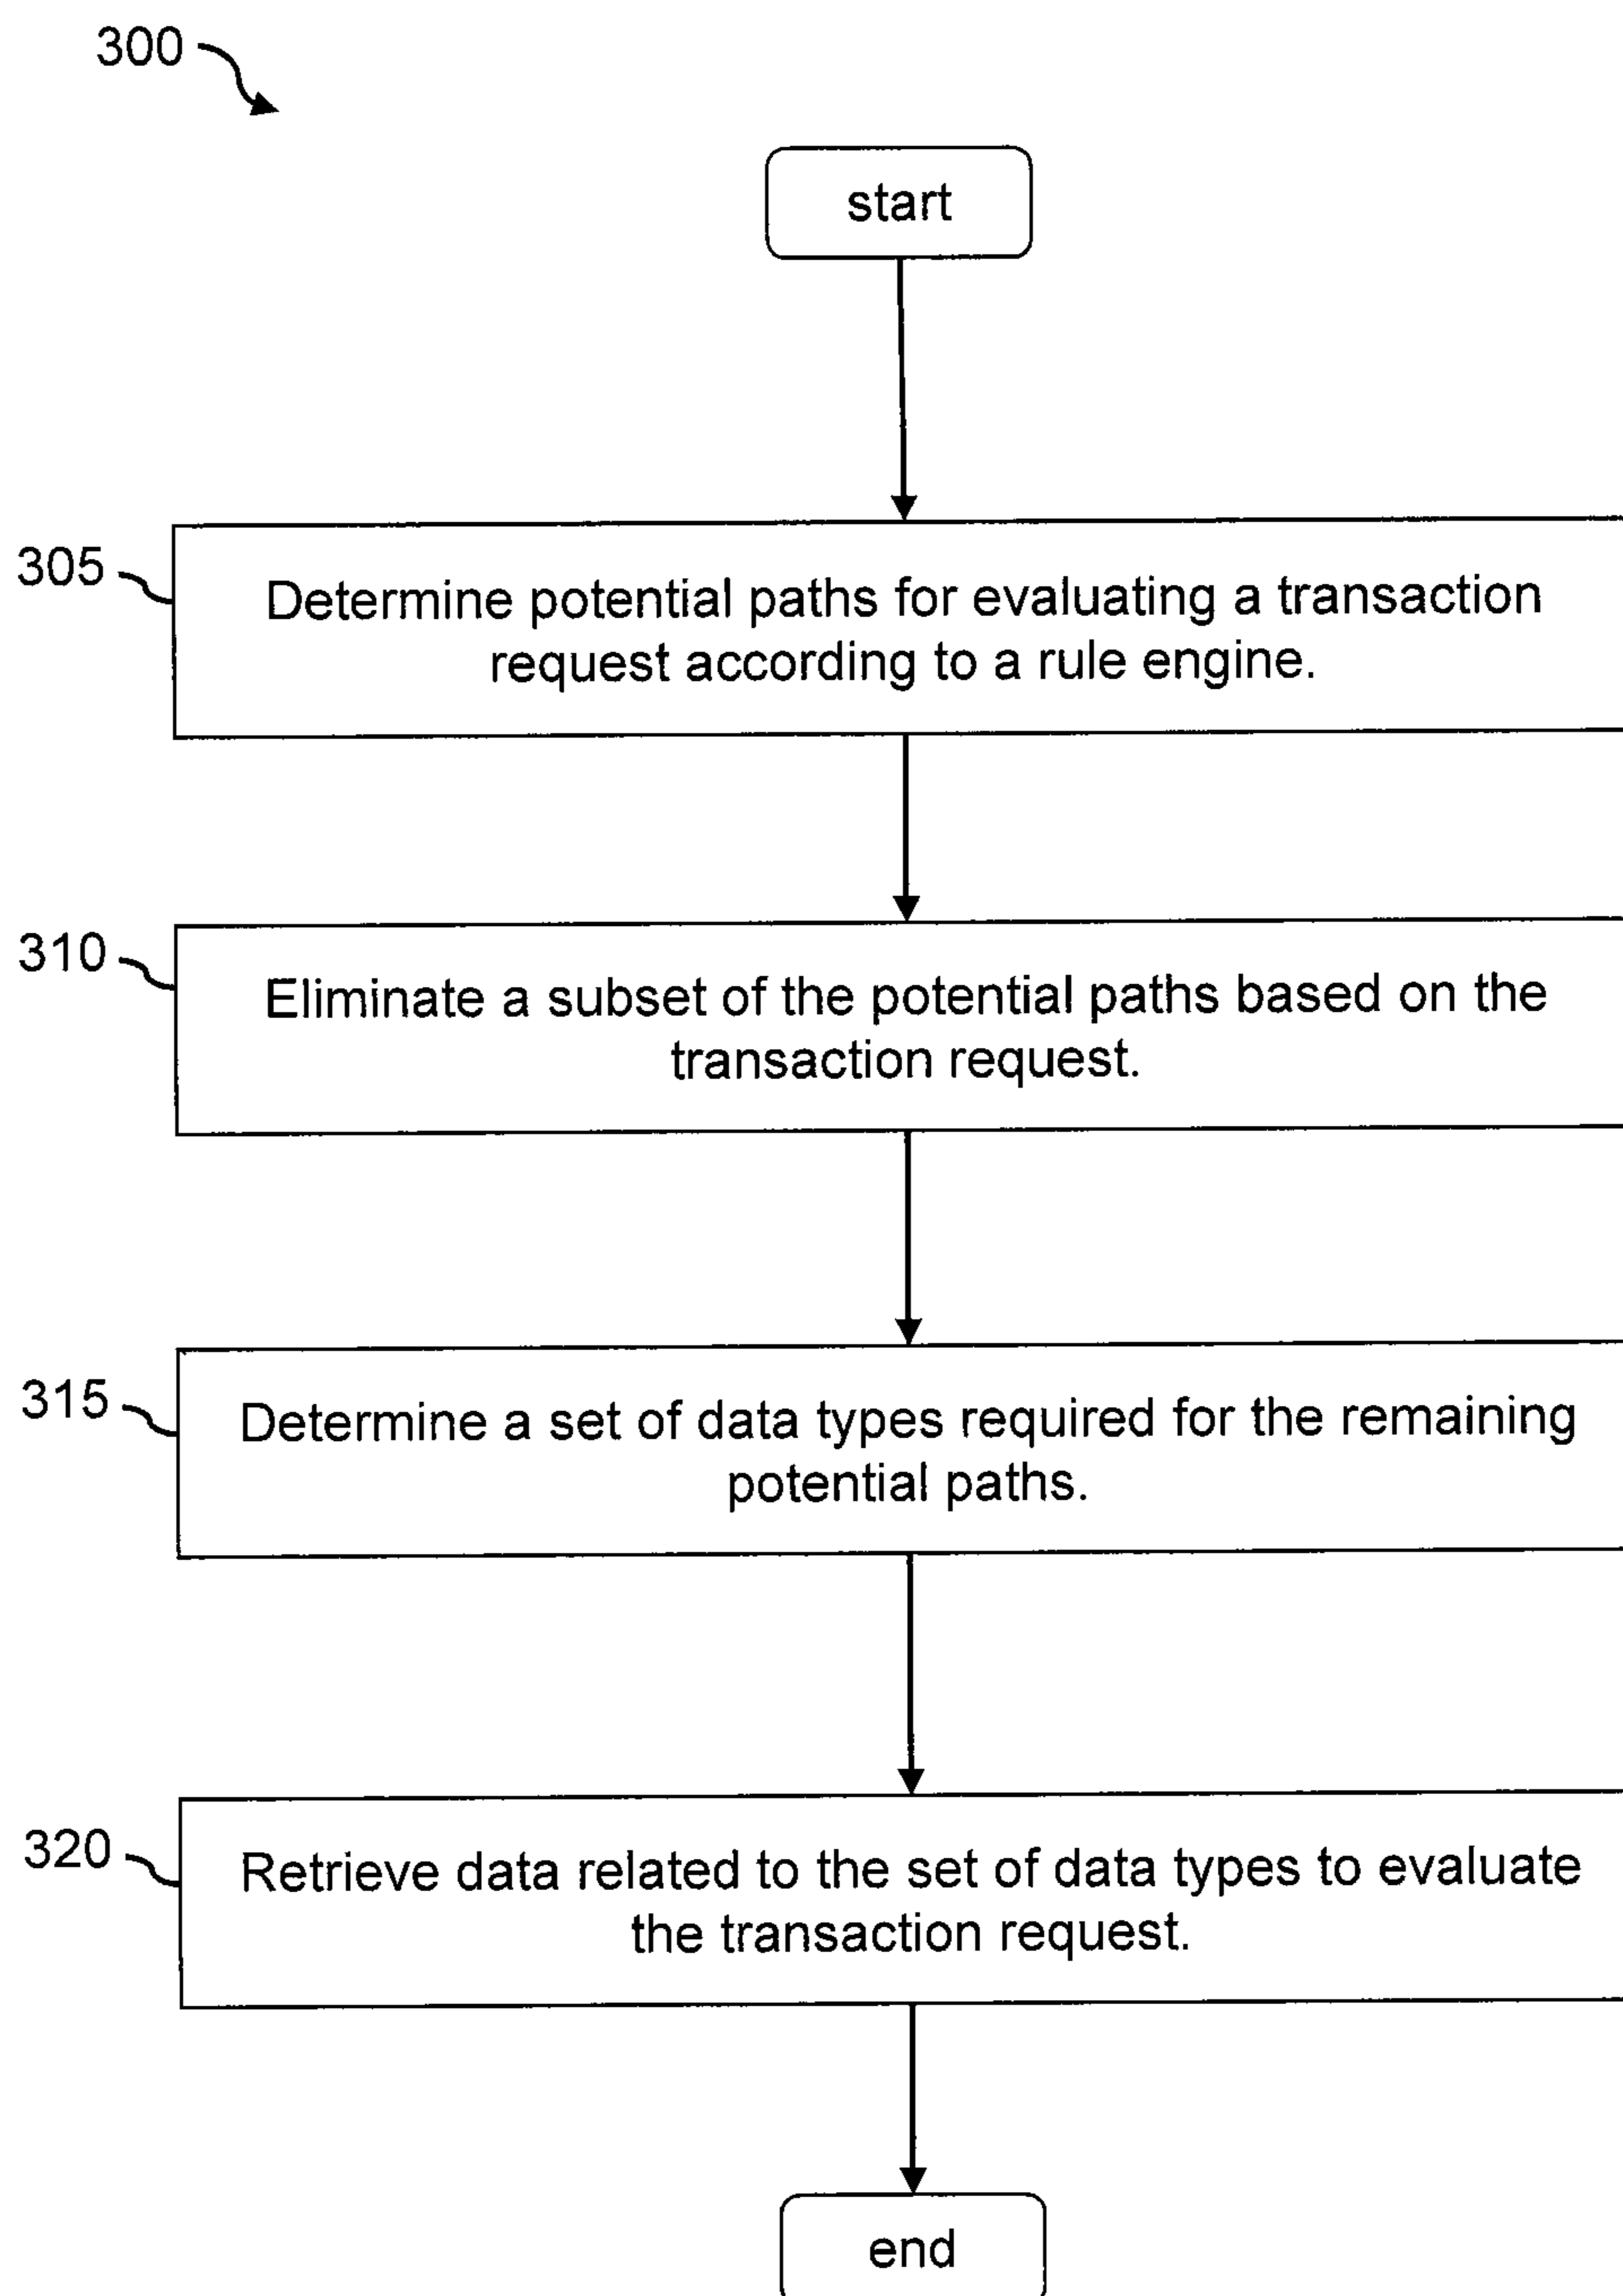 300
start
305
Determine potential paths for evaluating a transaction
request according to a rule engine.
310
Eliminate a subset of the potential paths based on the
transaction request.
315
Determine a set of data types required for the remaining
potential paths.
320
Retrieve data related to the set of data types to evaluate
the transaction request.
end